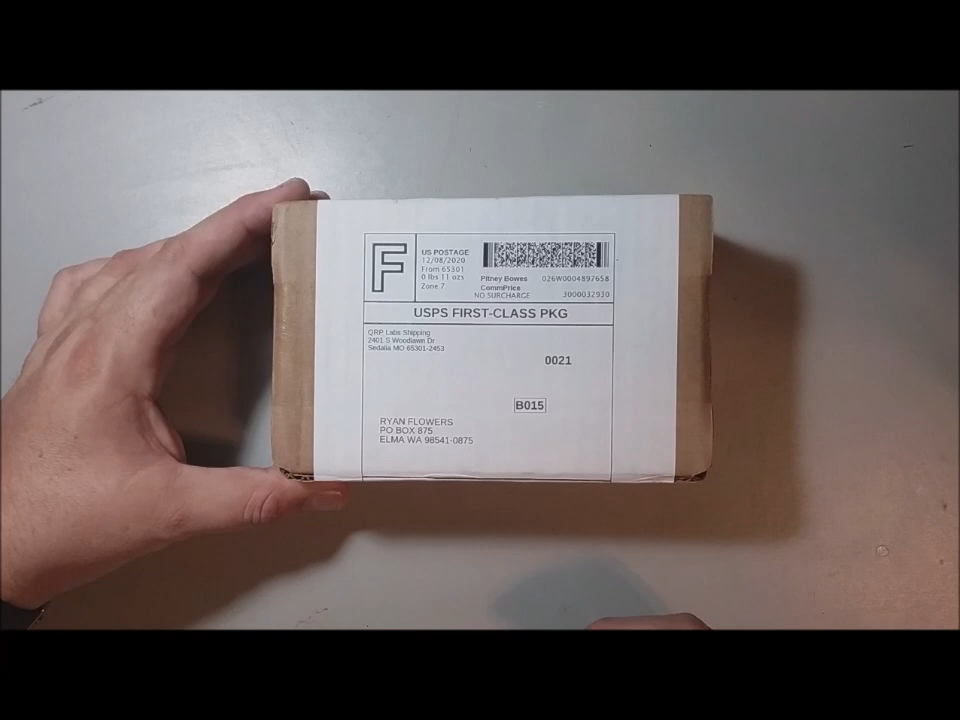 F
US POSTAGE
12/08/2020
From 65301
0 lbs 11 ozs
Zone 7
Pitney Bowes 026W0004897658
CommPrice
NO SURCHARGE 3000032930
USPS FIRST-CLASS PKG
QRP Labs Shipping
2401 S Woodlawn Dr
Sedalia MO 65301-2453
0021
B015
RYAN FLOWERS
PO BOX 875
ELMA WA 98541-0875